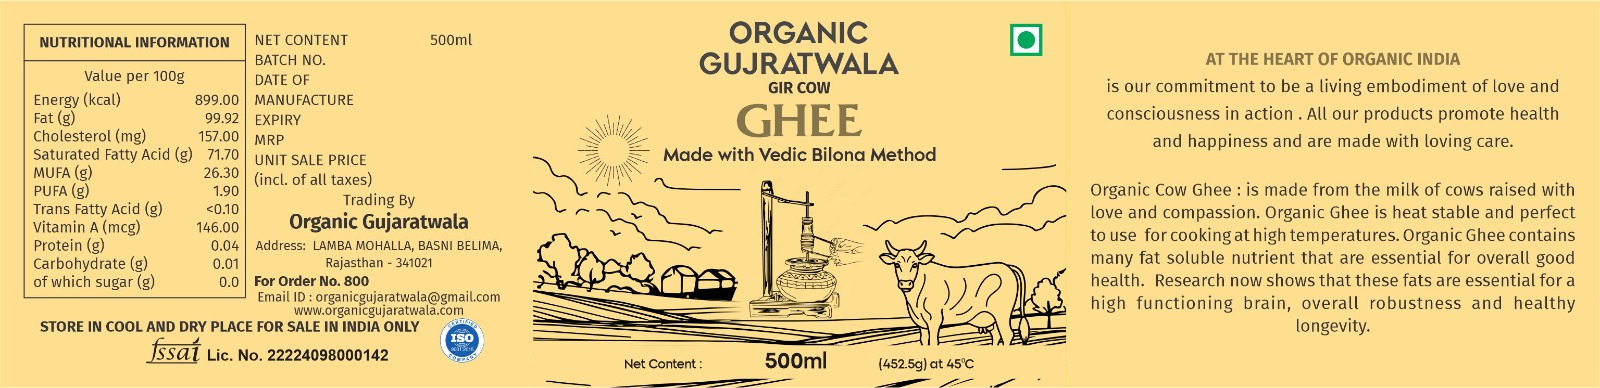 NUTRITIONAL INFORMATION
Value per 100g
Energy (kcal) 899.00
Fat (g) 99.92
Cholesterol (mg) 157.00
Saturated Fatty Acid (g) 71.70
MUFA (g) 26.30
PUFA (g) 1.90
Trans Fatty Acid (g) <0.10
Vitamin A (mcg) 146.00
Protein (g) 0.04
Carbohydrate (g) 0.01
of which sugar (g) 0.0
NET CONTENT 500ml
BATCH NO.
DATE OF
MANUFACTURE
EXPIRY
MRP
UNIT SALE PRICE
(incl. of all taxes)
Trading By
Organic Gujaratwala
Address: LAMBA MOHALLA, BASNI BELIMA,
Rajasthan - 341021
For Order No. 800
Email ID : organicgujaratwala@gmail.com
www.organicgujaratwala.com
STORE IN COOL AND DRY PLACE FOR SALE IN INDIA ONLY
fssai Lic. No. 22224098000142
CERTIFIED
ISO
9001:2015
COMPANY
ORGANIC
GUJRATWALA
GIR COW
GHEE
Made with Vedic Bilona Method
Net Content : 500ml (452.5g) at 45°C
AT THE HEART OF ORGANIC INDIA
is our commitment to be a living embodiment of love and
consciousness in action . All our products promote health
and happiness and are made with loving care.
Organic Cow Ghee : is made from the milk of cows raised with
love and compassion. Organic Ghee is heat stable and perfect
to use for cooking at high temperatures. Organic Ghee contains
many fat soluble nutrient that are essential for overall good
health. Research now shows that these fats are essential for a
high functioning brain, overall robustness and healthy
longevity.